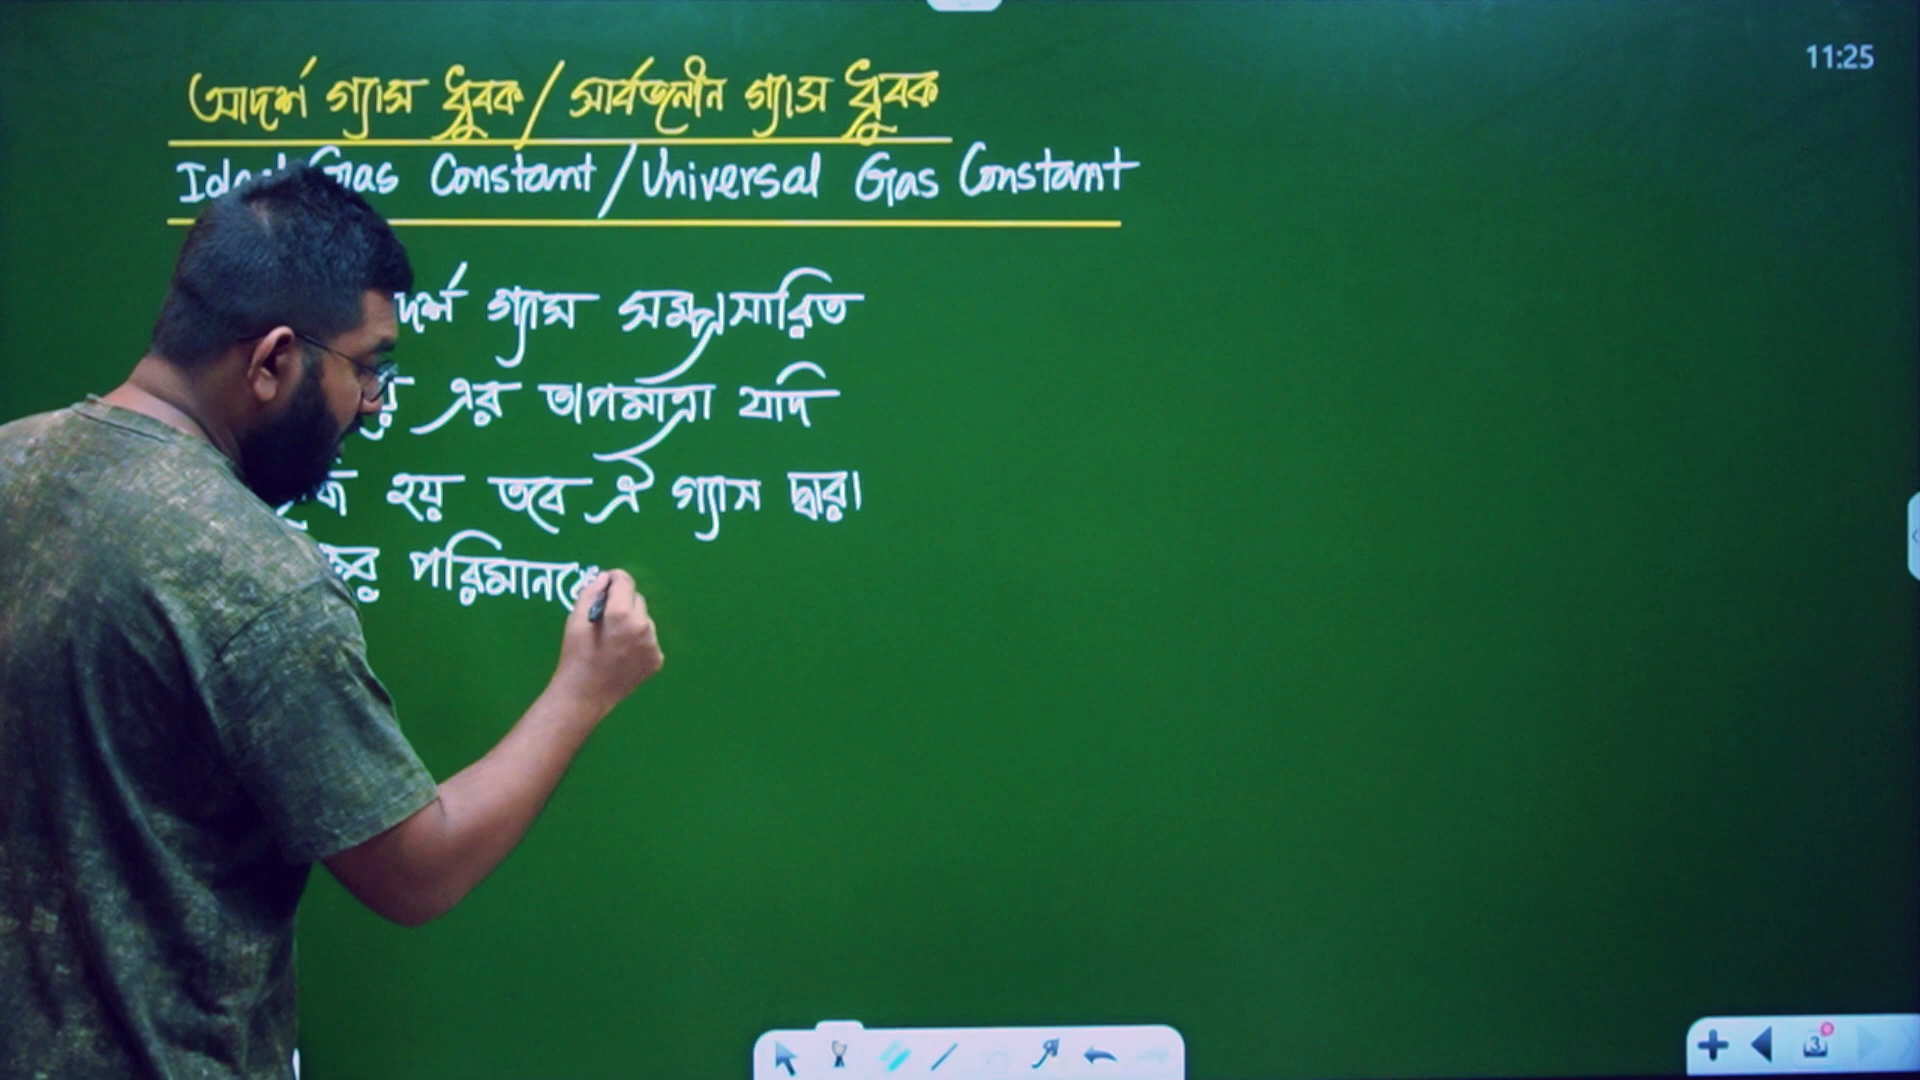 আদর্শ গ্যাস ধ্রুবক / সার্বজনীন গ্যাস ধ্রুবক
11:25
Gas Constant / Universal Gas Constant
গ্যাস সম্প্রসারিত
এর তাপমাত্রা যদি
হয় তবে ঐ গ্যাস দ্বারা
পরিমানকে
3